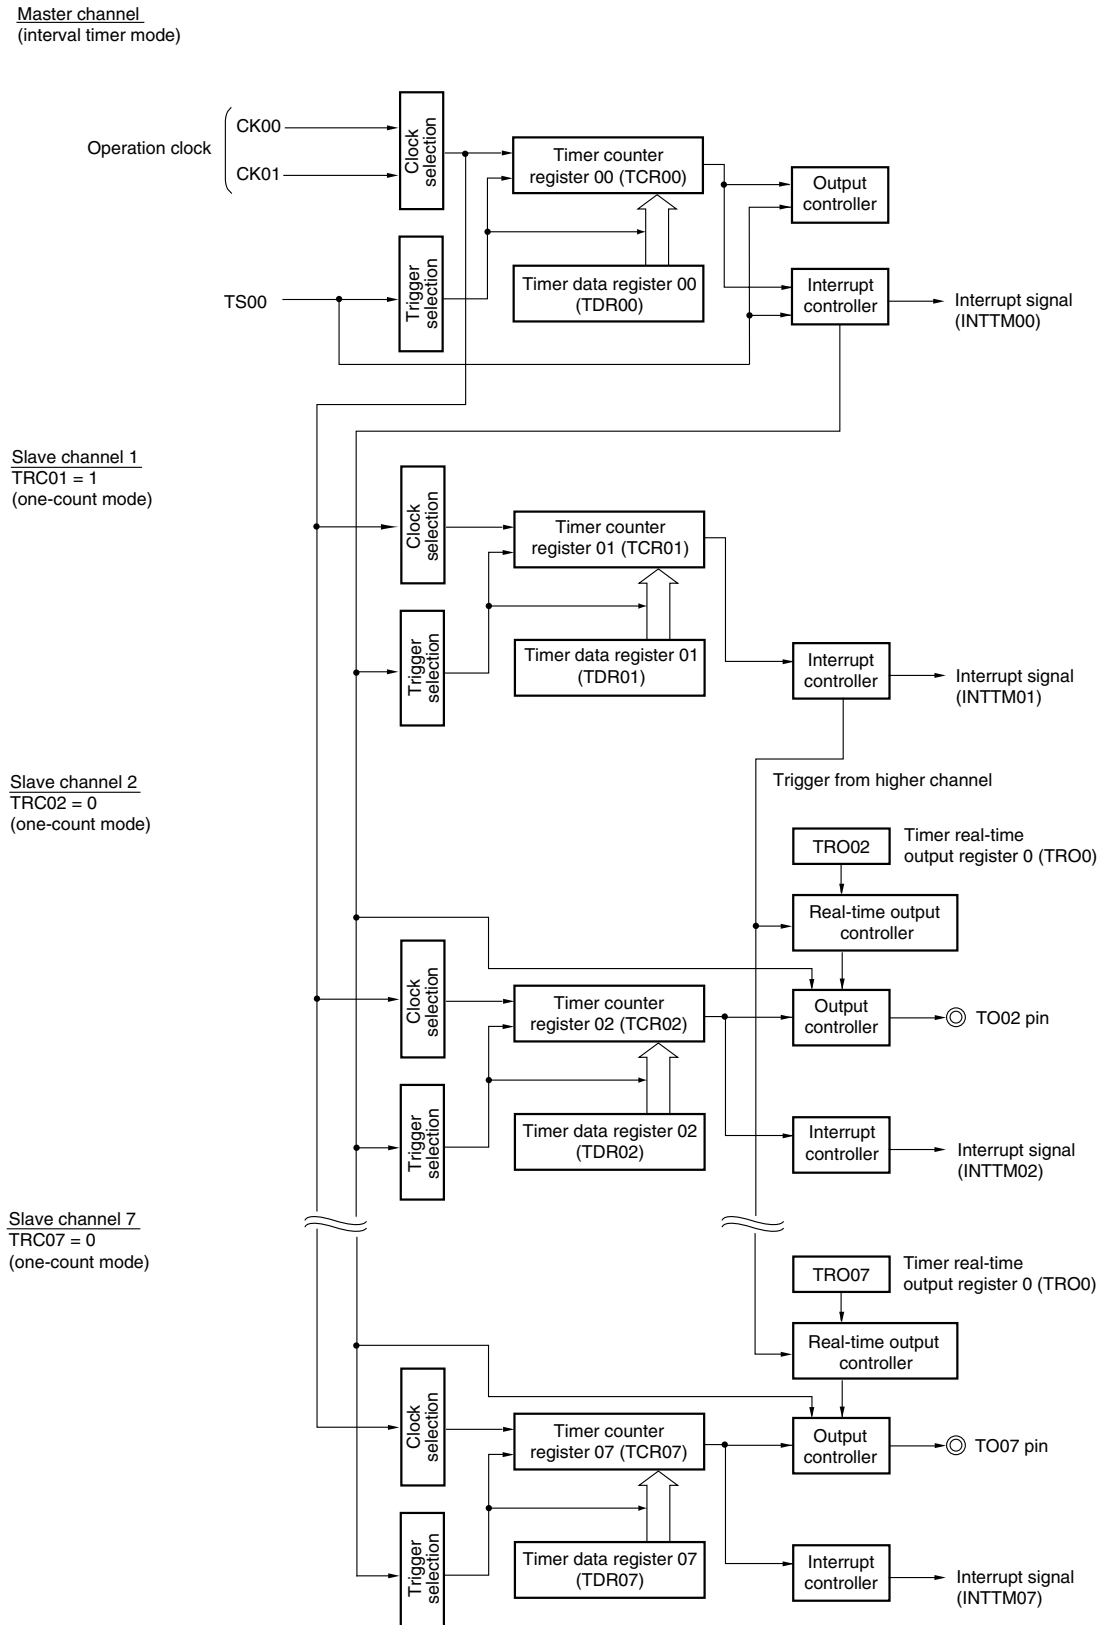 Master channel
(interval timer mode)
Operation clock
CK00
CK01
Clock
selection
Timer counter
register 00 (TCR00)
Output
controller
TS00
Trigger
selection
Timer data register 00
(TDR00)
Interrupt
controller
Interrupt signal
(INTTM00)
Slave channel 1
TRC01 = 1
(one-count mode)
Clock
selection
Timer counter
register 01 (TCR01)
Trigger
selection
Timer data register 01
(TDR01)
Interrupt
controller
Interrupt signal
(INTTM01)
Trigger from higher channel
Slave channel 2
TRC02 = 0
(one-count mode)
TRO02
Timer real-time
output register 0 (TRO0)
Real-time output
controller
Clock
selection
Timer counter
register 02 (TCR02)
Output
controller
TO02 pin
Trigger
selection
Timer data register 02
(TDR02)
Interrupt
controller
Interrupt signal
(INTTM02)
Slave channel 7
TRC07 = 0
(one-count mode)
TRO07
Timer real-time
output register 0 (TRO0)
Real-time output
controller
Clock
selection
Timer counter
register 07 (TCR07)
Output
controller
TO07 pin
Trigger
selection
Timer data register 07
(TDR07)
Interrupt
controller
Interrupt signal
(INTTM07)